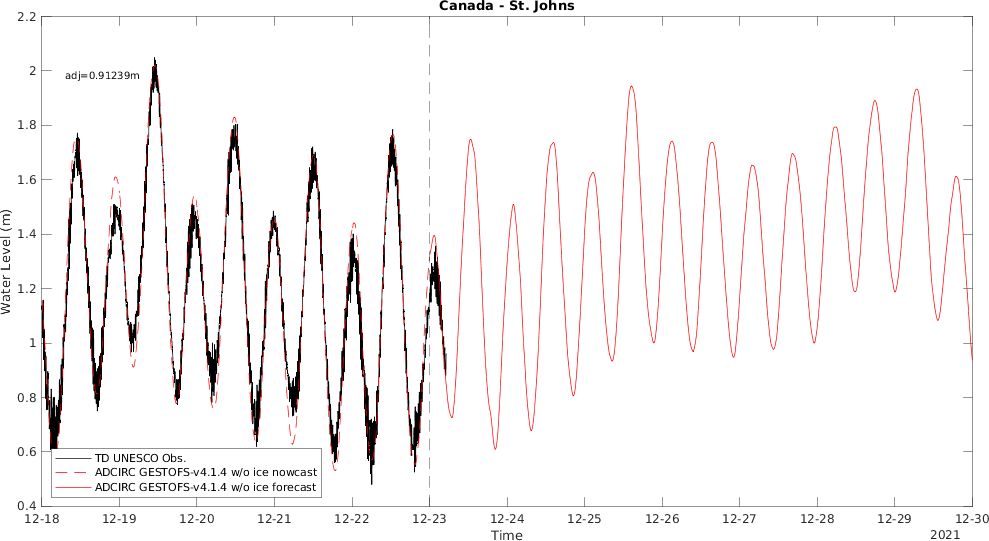 Canada - St. Johns
adj=0.91239m
Water Level (m)
2.2
2
1.8
1.6
1.4
1.2
1
0.8
0.6
0.4
TD UNESCO Obs.
ADCIRC GESTOFS-v4.1.4 w/o ice nowcast
ADCIRC GESTOFS-v4.1.4 w/o ice forecast
12-18 12-19 12-20 12-21 12-22 12-23 12-24 12-25 12-26 12-27 12-28 12-29 12-30
Time
2021